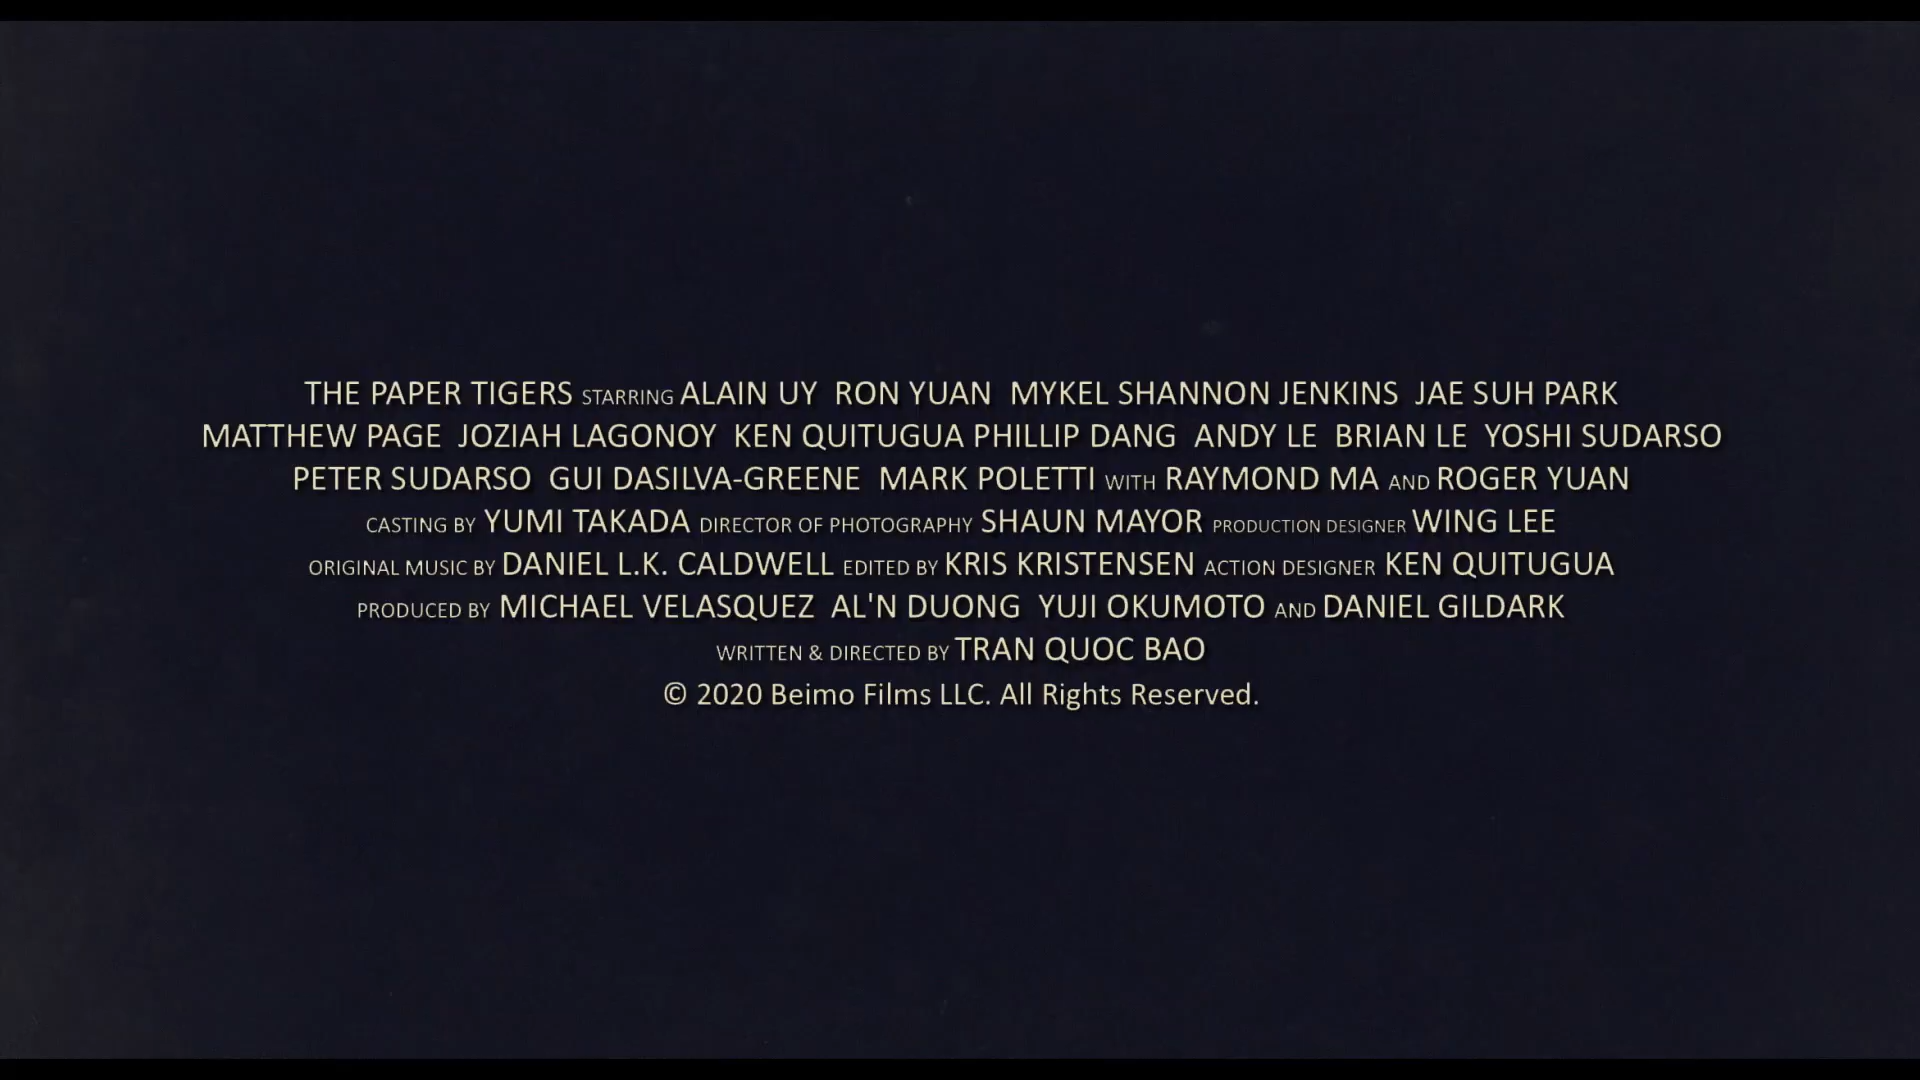 THE PAPER TIGERS STARRING ALAIN UY RON YUAN MYKEL SHANNON JENKINS JAE SUH PARK
MATTHEW PAGE JOZIAH LAGONOY KEN QUITUGUA PHILLIP DANG ANDY LE BRIAN LE YOSHI SUDARSO
PETER SUDARSO GUI DASILVA-GREENE MARK POLETTI WITH RAYMOND MA AND ROGER YUAN
CASTING BY YUMI TAKADA DIRECTOR OF PHOTOGRAPHY SHAUN MAYOR PRODUCTION DESIGNER WING LEE
ORIGINAL MUSIC BY DANIEL L.K. CALDWELL EDITED BY KRIS KRISTENSEN ACTION DESIGNER KEN QUITUGUA
PRODUCED BY MICHAEL VELASQUEZ AL'N DUONG YUJI OKUMOTO AND DANIEL GILDARK
WRITTEN & DIRECTED BY TRAN QUOC BAO
© 2020 Beimo Films LLC. All Rights Reserved.